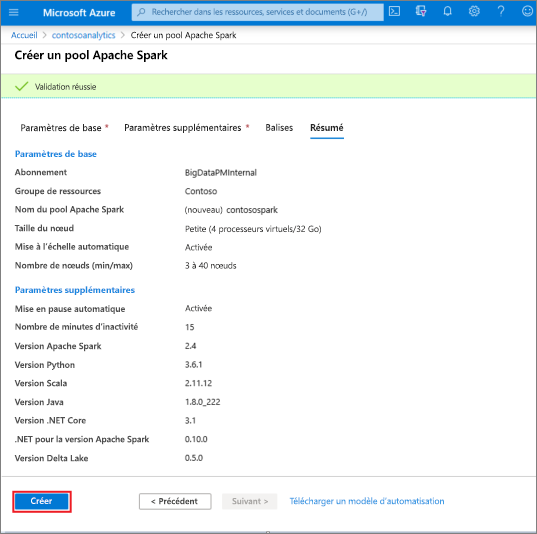 Microsoft Azure
Rechercher dans les ressources, services et documents (G+/)
Accueil > contosoanalytics > Créer un pool Apache Spark
Créer un pool Apache Spark
Validation réussie
Paramètres de base * Paramètres supplémentaires * Balises Résumé
Paramètres de base
Abonnement BigDataPMInternal
Groupe de ressources Contoso
Nom du pool Apache Spark (nouveau) contosospark
Taille du nœud Petite (4 processeurs virtuels/32 Go)
Mise à l'échelle automatique Activée
Nombre de nœuds (min/max) 3 à 40 nœuds
Paramètres supplémentaires
Mise en pause automatique Activée
Nombre de minutes d'inactivité 15
Version Apache Spark 2.4
Version Python 3.6.1
Version Scala 2.11.12
Version Java 1.8.0_222
Version .NET Core 3.1
.NET pour la version Apache Spark 0.10.0
Version Delta Lake 0.5.0
Créer < Précédent Suivant > Télécharger un modèle d'automatisation